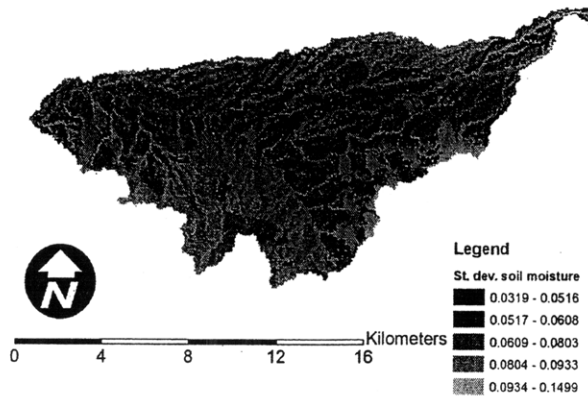 N
Legend
St. dev. soil moisture
0.0319 - 0.0516
0.0517 - 0.0608
0.0609 - 0.0803
0.0804 - 0.0933
0.0934 - 0.1499
Kilometers
0 4 8 12 16